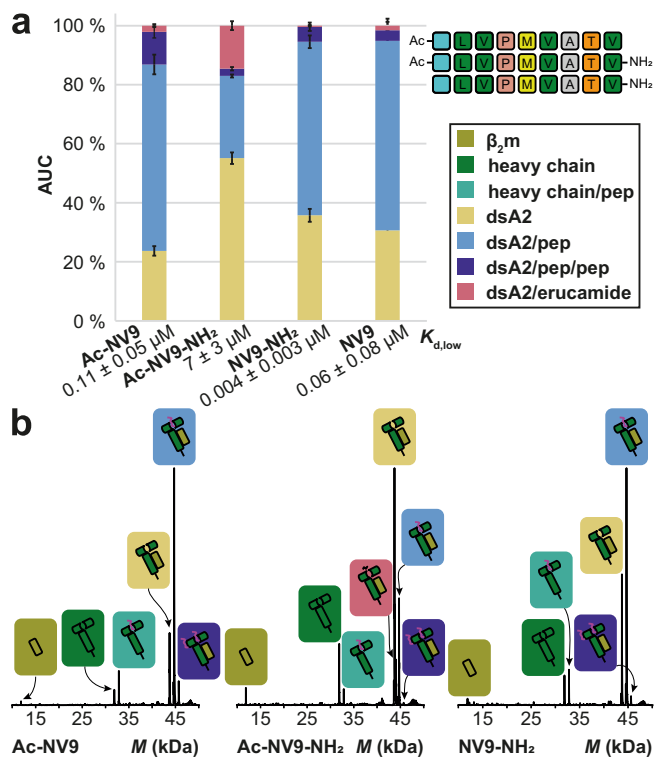 a
100 %
80 %
60 %
40 %
20 %
0 %
AUC
Ac-NV9
0.11 ± 0.05 µM
Ac-NV9-NH₂
7 ± 3 µM
NV9-NH₂
0.004 ± 0.003 µM
NV9
0.06 ± 0.08 µM
K d,low
Ac- L V P M V A T V
Ac- L V P M V A T V -NH₂
L V P M V A T V -NH₂
β₂m
heavy chain
heavy chain/pep
dsA2
dsA2/pep
dsA2/pep/pep
dsA2/erucamide
b
15 25 35 45
Ac-NV9 M (kDa)
15 25 35 45
Ac-NV9-NH₂ M (kDa)
15 25 35 45
NV9-NH₂ M (kDa)